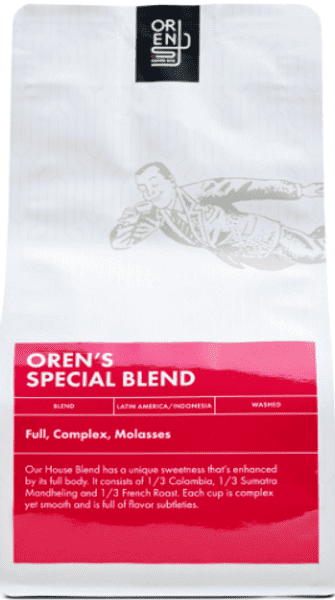 OR
EN
OREN'S
SPECIAL BLEND
BLEND LATIN AMERICA/INDONESIA WASHED
Full, Complex, Molasses
Our House Blend has a unique sweetness that's enhanced
by its full body. It consists of 1/3 Colombia, 1/3 Sumatra
Mandheling and 1/3 French Roast. Each cup is complex
yet smooth and is full of flavor subtleties.